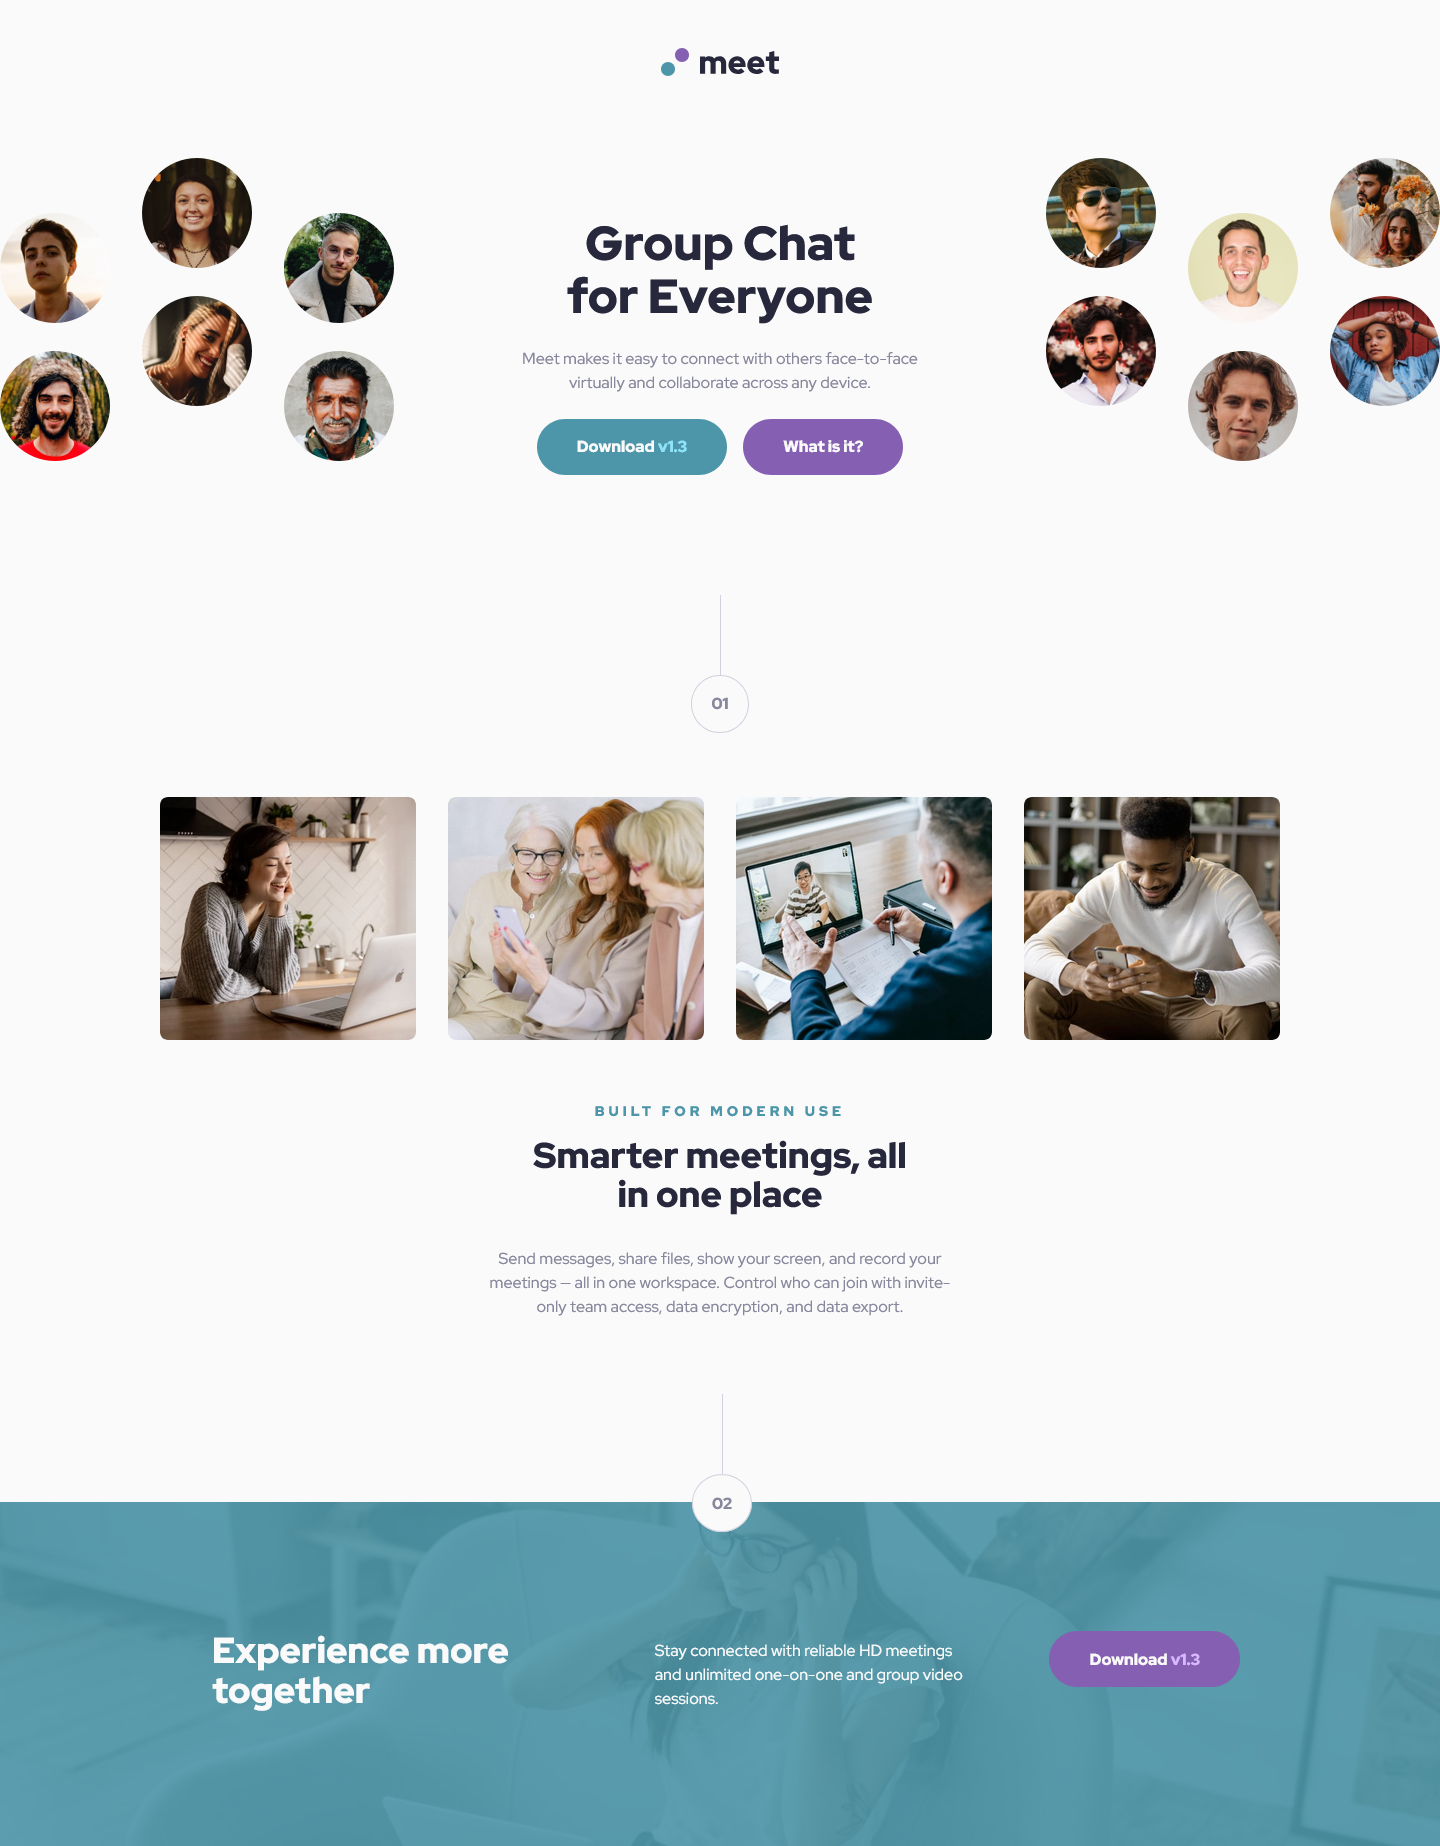 meet
Group Chat
for Everyone
Meet makes it easy to connect with others face-to-face
virtually and collaborate across any device.
Download v1.3
What is it?
01
BUILT FOR MODERN USE
Smarter meetings, all
in one place
Send messages, share files, show your screen, and record your
meetings — all in one workspace. Control who can join with invite-
only team access, data encryption, and data export.
02
Experience more
together
Stay connected with reliable HD meetings
and unlimited one-on-one and group video
sessions.
Download v1.3